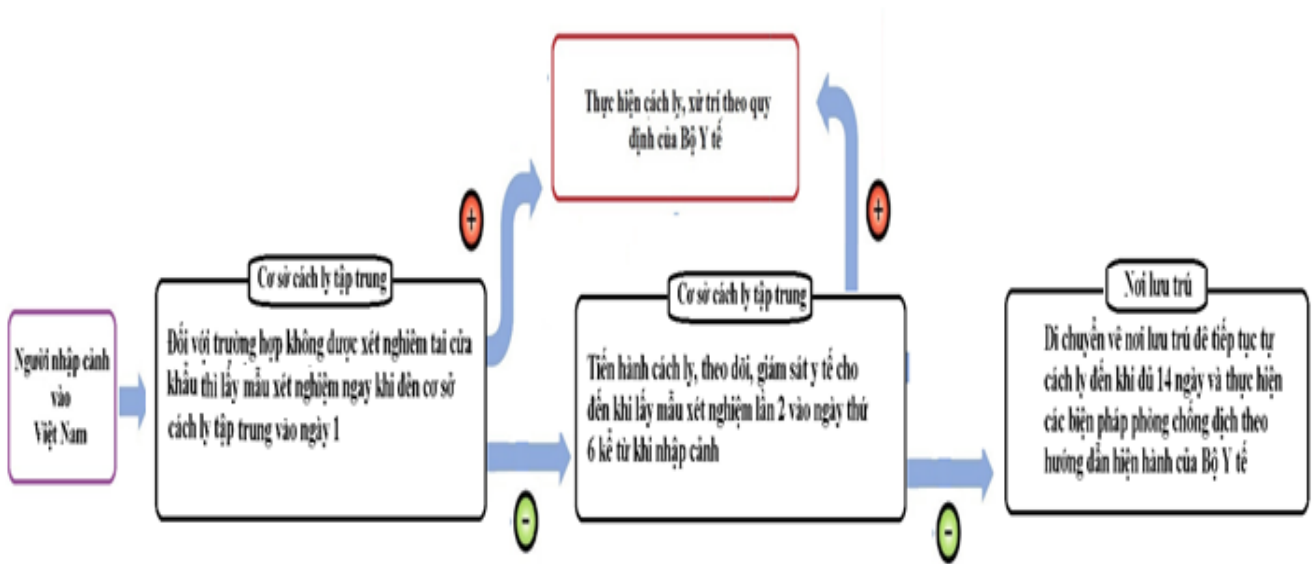 Thực hiện cách ly, xử trí theo quy
định của Bộ Y tế
+
+
Người nhập cảnh
vào
Việt Nam
Cơ sở cách ly tập trung
Đối với trường hợp không được xét nghiêm tai cửa
khẩu thì lấy mẫu xét nghiệm ngay khi đến cơ sở
cách ly tập trung vào ngày 1
-
Cơ sở cách ly tập trung
Tiến hành cách ly, theo dõi, giám sát y tế cho
đến khi lấy mẫu xét nghiệm lần 2 vào ngày thứ
6 kể từ khi nhập cảnh
-
Nơi lưu trú
Di chuyển về nơi lưu trú để tiếp tục tự
cách ly đến khi đủ 14 ngày và thực hiện
các biện pháp phòng chống dịch theo
hướng dẫn hiện hành của Bộ Y tế